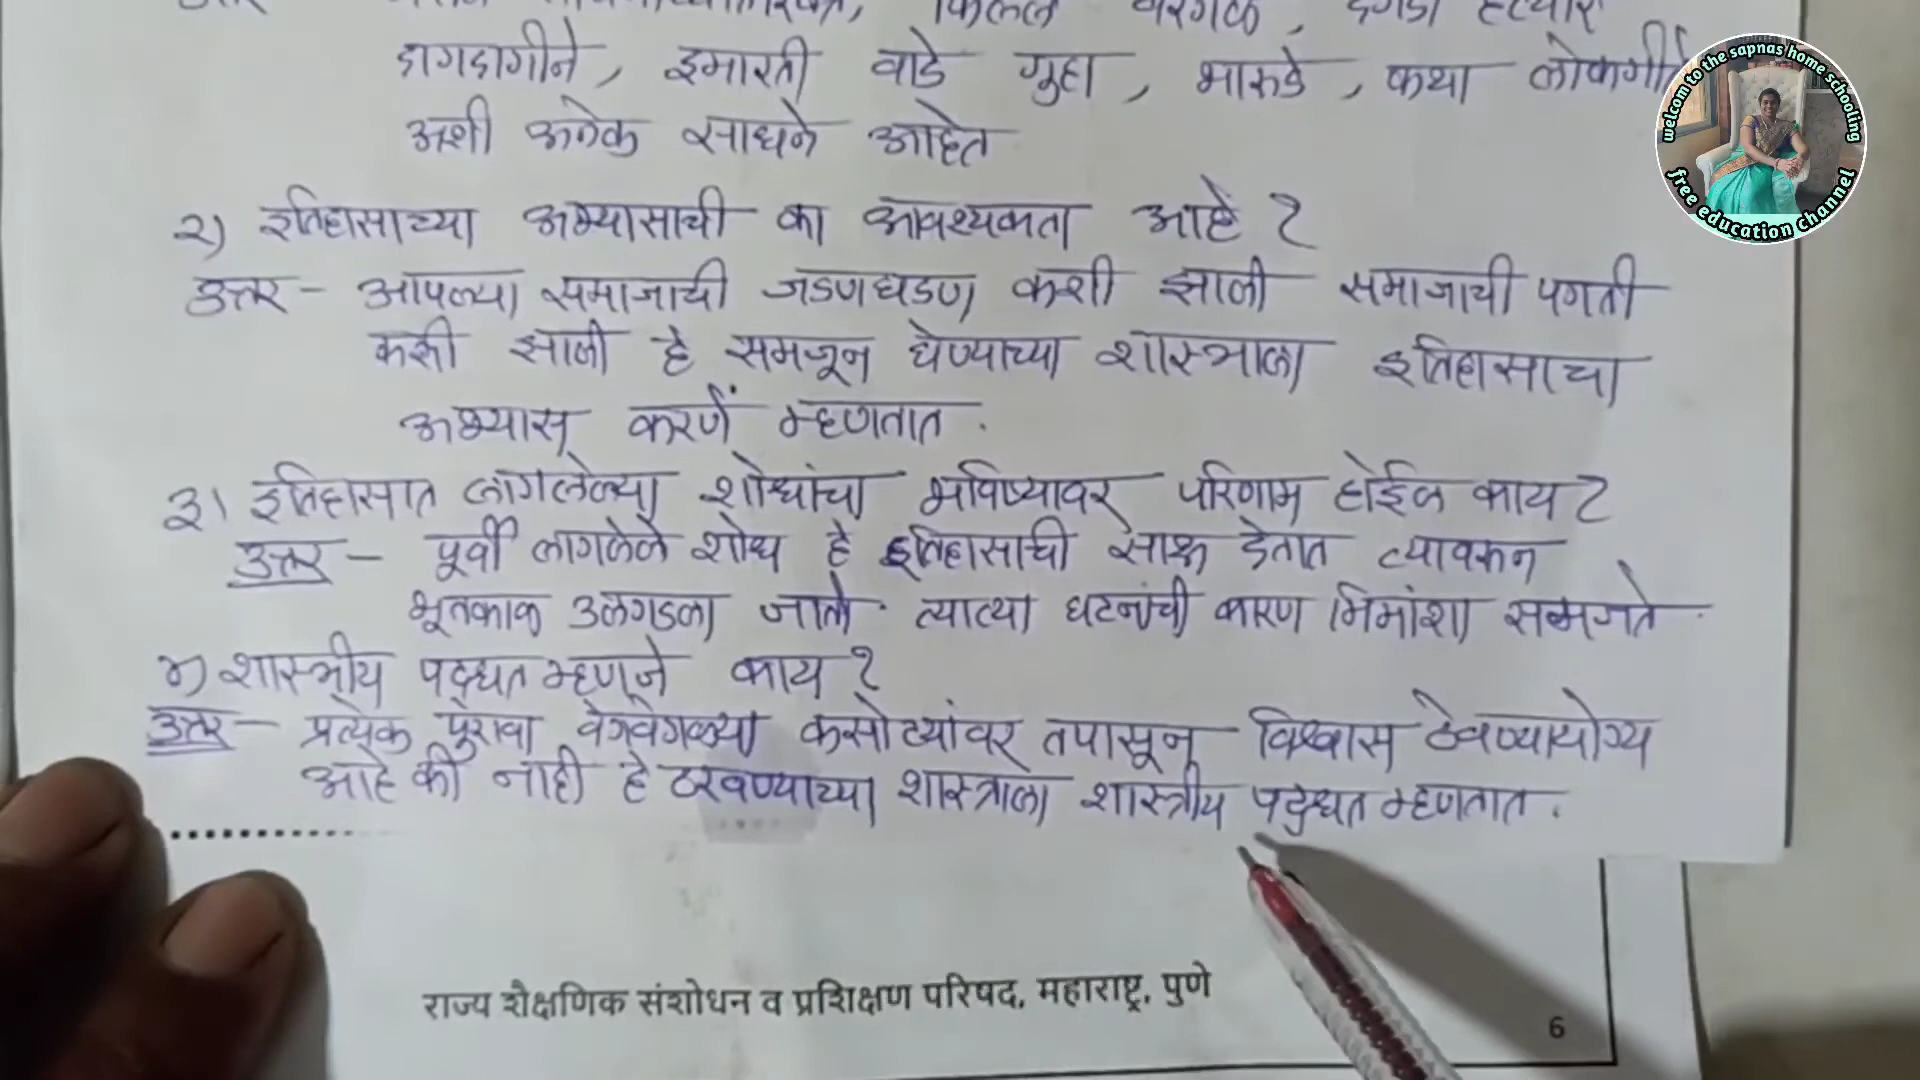 किल्ले
दागदागीने, इमारती वाडे गुहा, भारुडे, कथा लोकगीते
अशी अनेक साधने आहेत
२) इतिहासाच्या अभ्यासाची का आवश्यकता आहे ?
उत्तर - आपल्या समाजाची जडणघडण कशी झाली समाजाची पगती
कशी झाली हे समजून घेण्याच्या शास्त्राला इतिहासाचा
अभ्यास करणे म्हणतात.
३) इतिहासात लागलेल्या शोधांचा भविष्यावर परिणाम होईल काय ?
उत्तर - पूर्वी लागलेले शोध हे इतिहासाची साक्ष देतात त्यावरून
भूतकाळ उलगडला जातो. त्यात्या घटनांची कारण मिमांशा समजते.
४) शास्त्रीय पद्धत म्हणजे काय ?
उत्तर - प्रत्येक पुरावा वेगवेगळ्या कसोट्यांवर तपासून विश्वास ठेवण्यायोग्य
आहे की नाही हे ठरवण्याच्या शास्त्राला शास्त्रीय पद्धत म्हणतात.
राज्य शैक्षणिक संशोधन व प्रशिक्षण परिषद, महाराष्ट्र, पुणे
6
welcom to the sapnas home schooling
free education channel